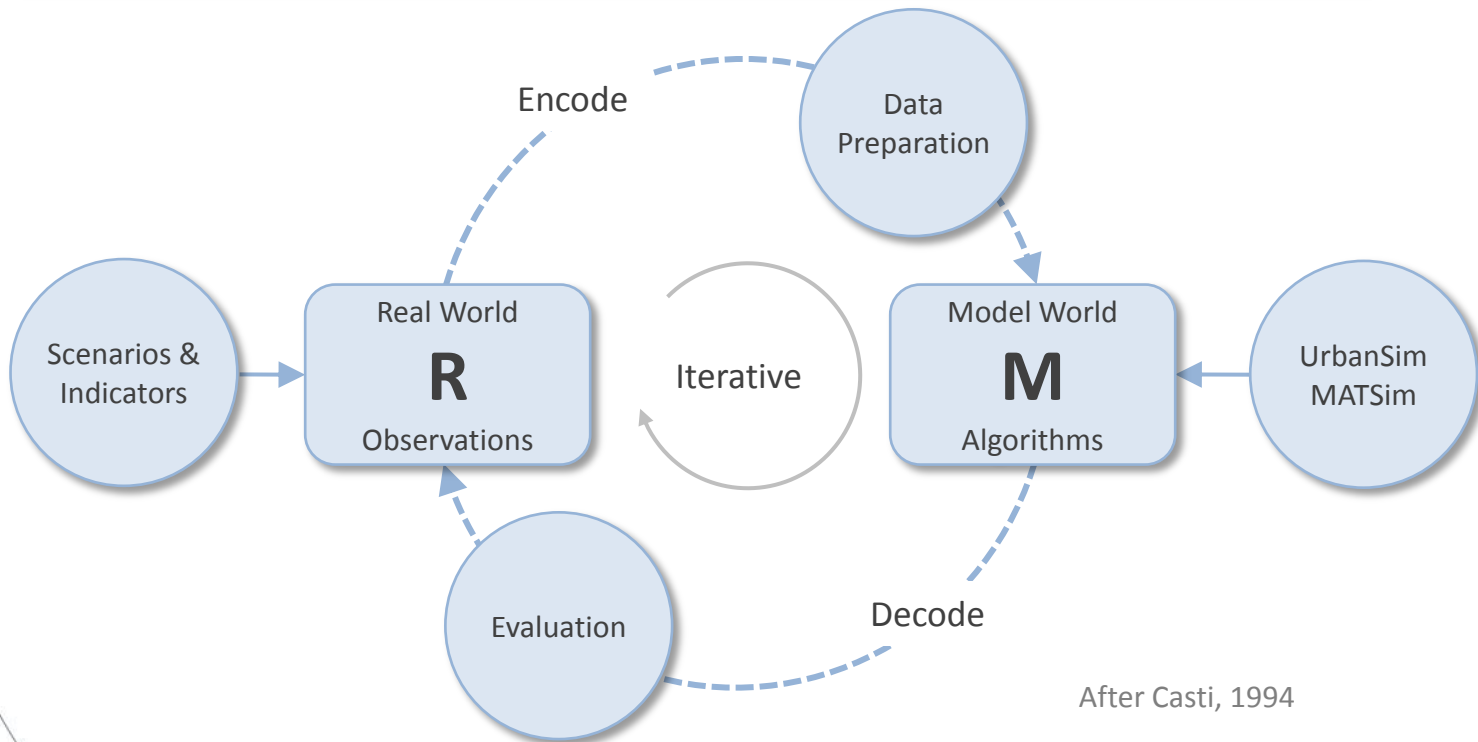 Encode
Data
Preparation
Scenarios &
Indicators
Real World
R
Observations
Iterative
Model World
M
Algorithms
UrbanSim
MATSim
Evaluation
Decode
After Casti, 1994